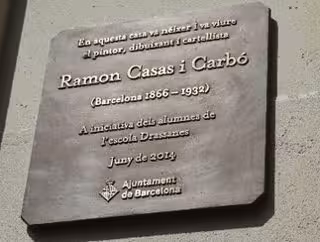 En aquesta casa va néixer i va viure
el pintor, dibuixant i cartellista
Ramon Casas i Carbó
(Barcelona 1866 – 1932)
A iniciativa dels alumnes de
l'escola Drassanes
Juny de 2014
Ajuntament
de Barcelona